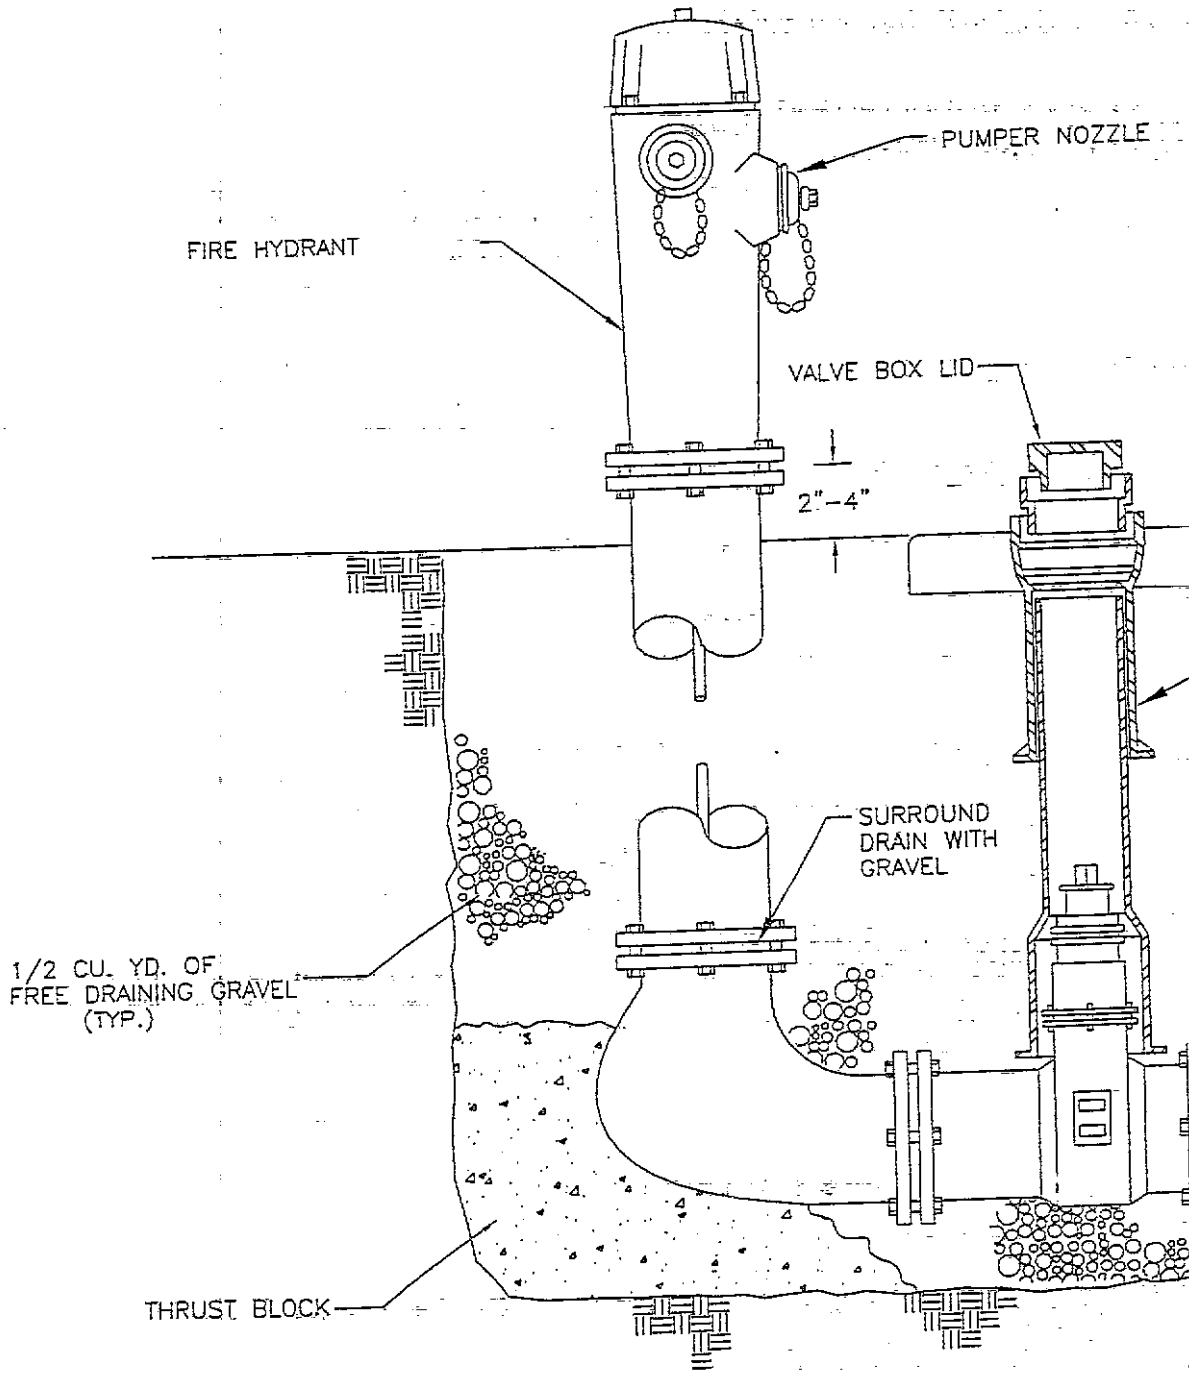 PUMPER NOZZLE
FIRE HYDRANT
VALVE BOX LID
2"-4"
SURROUND
DRAIN WITH
GRAVEL
1/2 CU. YD. OF
FREE DRAINING GRAVEL
(TYP.)
THRUST BLOCK